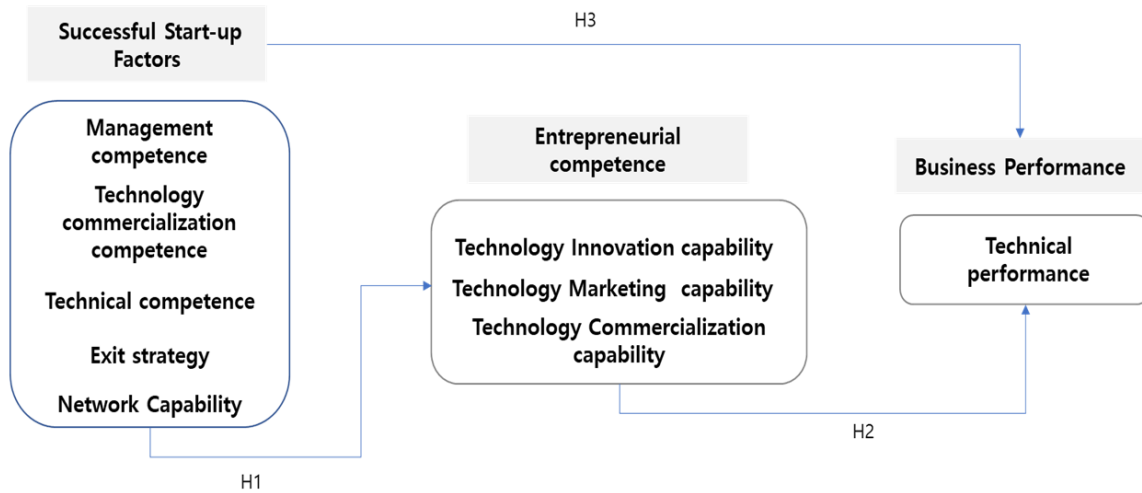 H3
Successful Start-up
Factors
Management
competence
Technology
commercialization
competence
Technical competence
Exit strategy
Network Capability
H1
Entrepreneurial
competence
Technology Innovation capability
Technology Marketing capability
Technology Commercialization
capability
H2
Business Performance
Technical
performance